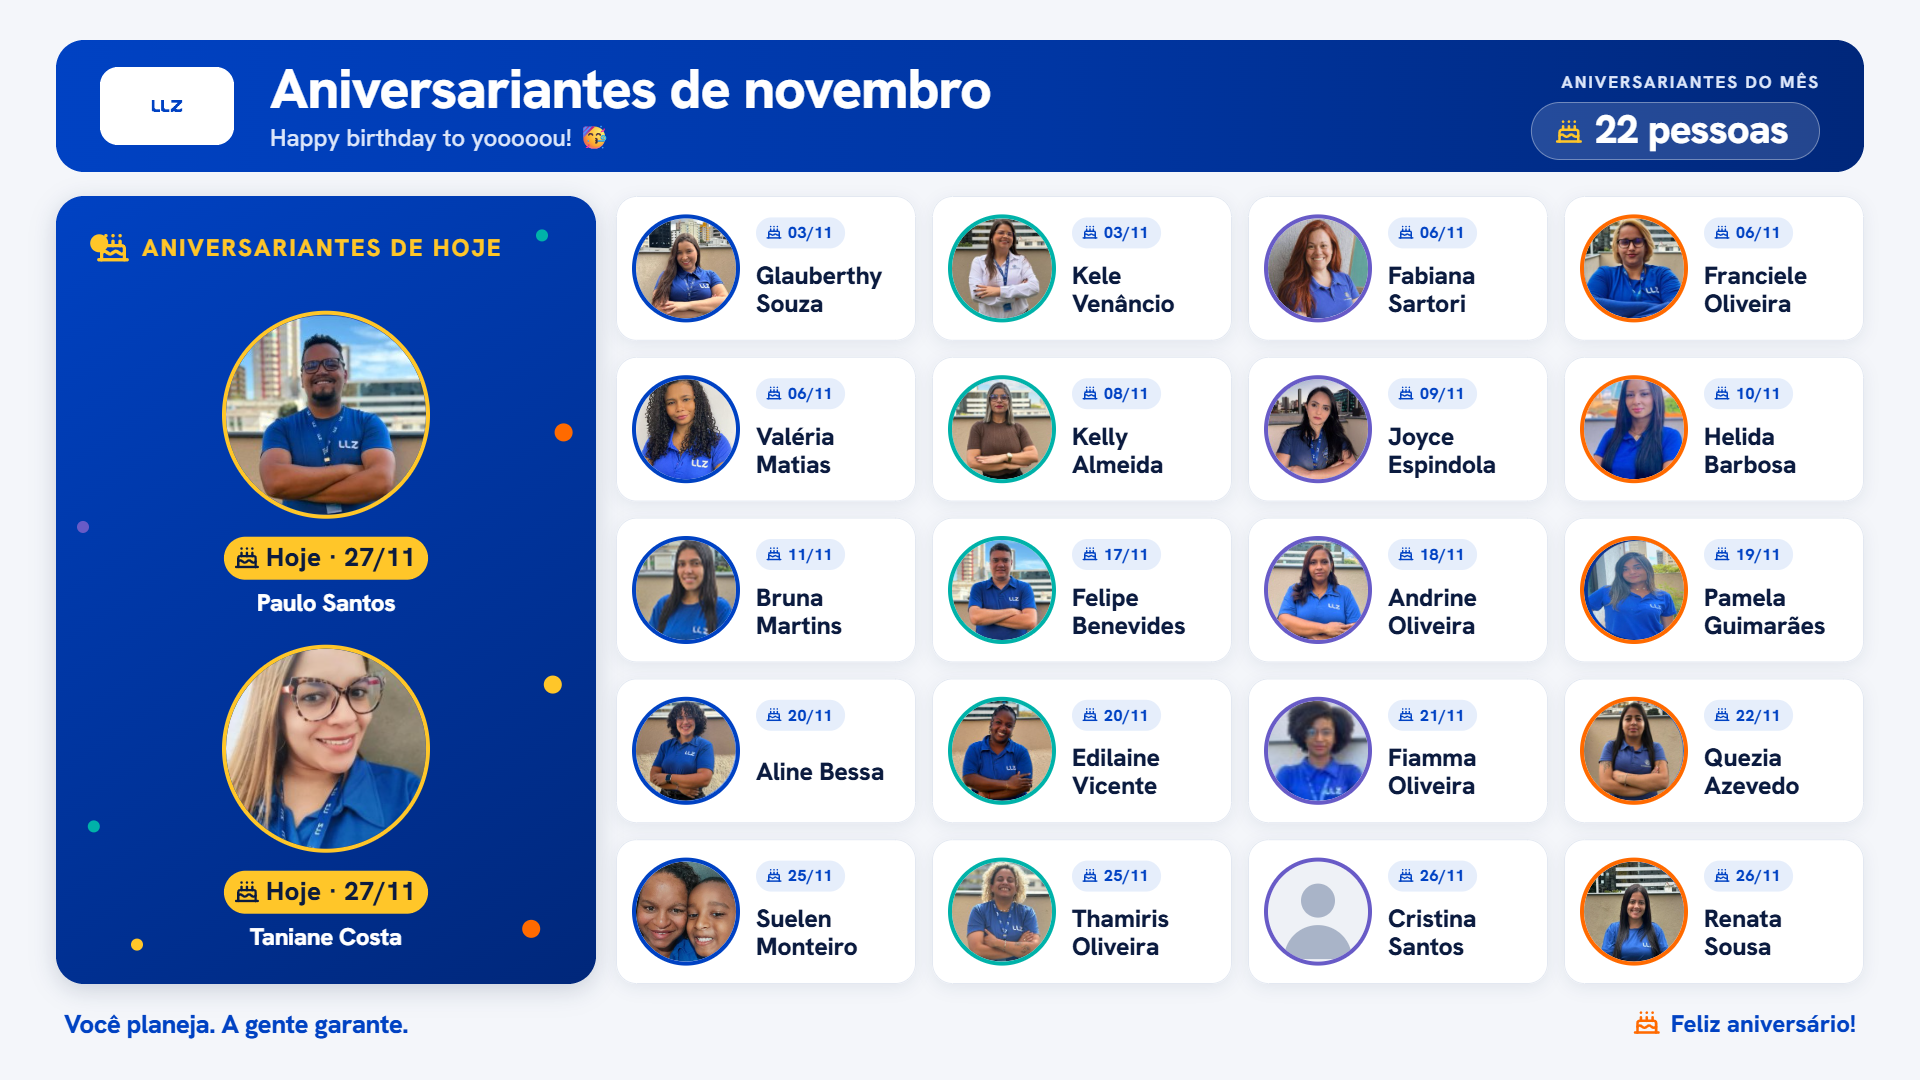 LLZ
Aniversariantes de novembro
Happy birthday to yooooou! 🥳
ANIVERSARIANTES DO MÊS
22 pessoas
ANIVERSARIANTES DE HOJE
LLZ
Hoje · 27/11
Paulo Santos
Hoje · 27/11
Taniane Costa
03/11
Glauberthy
Souza
03/11
Kele
Venâncio
06/11
Fabiana
Sartori
06/11
Franciele
Oliveira
06/11
Valéria
Matias
08/11
Kelly
Almeida
09/11
Joyce
Espindola
10/11
Helida
Barbosa
11/11
Bruna
Martins
17/11
Felipe
Benevides
18/11
Andrine
Oliveira
19/11
Pamela
Guimarães
20/11
Aline Bessa
20/11
Edilaine
Vicente
21/11
Fiamma
Oliveira
22/11
Quezia
Azevedo
25/11
Suelen
Monteiro
25/11
Thamiris
Oliveira
26/11
Cristina
Santos
26/11
Renata
Sousa
Você planeja. A gente garante.
Feliz aniversário!